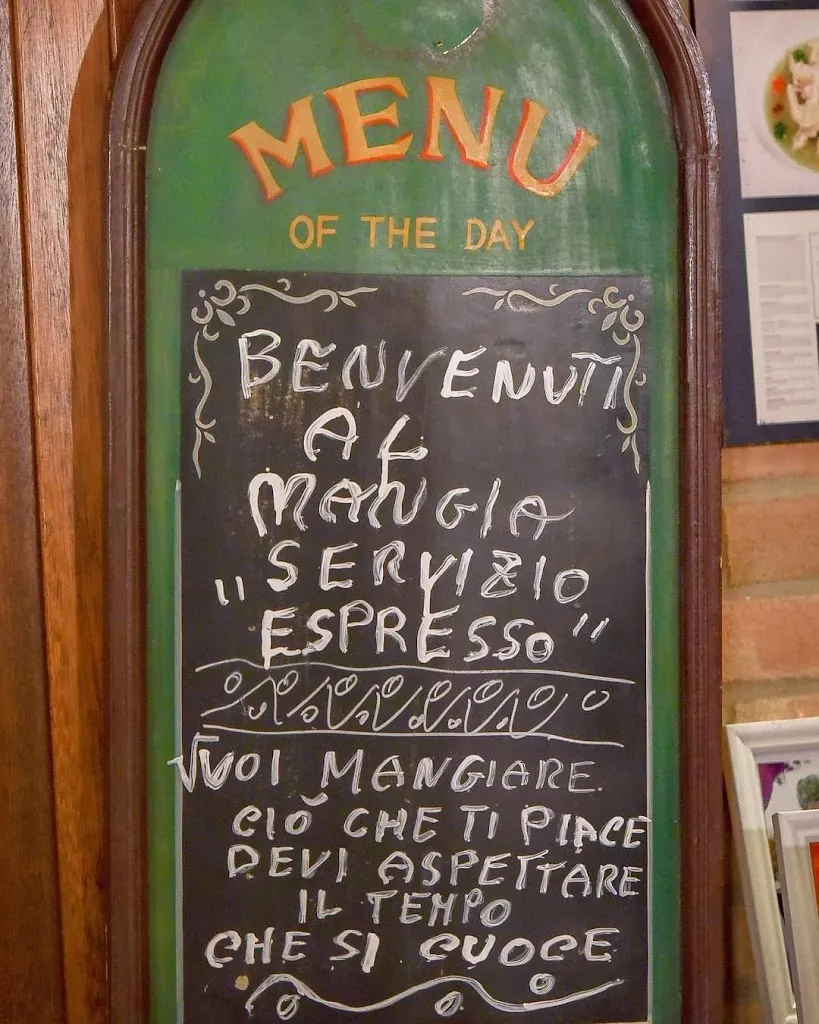 MENU
OF THE DAY
BENVENUTI
AL
MANGIA
"SERVIZIO
ESPRESSO"
VUOI MANGIARE
CIÒ CHE TI PIACE
DEVI ASPETTARE
IL TEMPO
CHE SI CUOCE